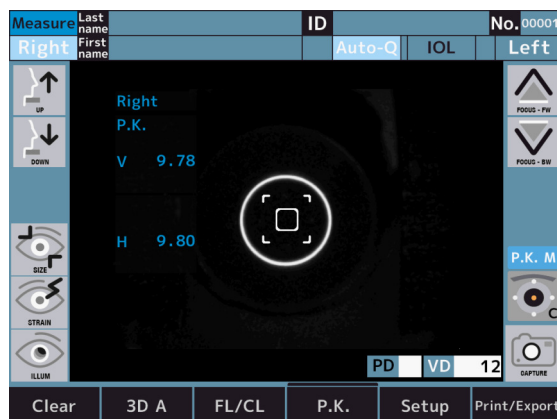 Measure Last name ID No. 00001
Right First name Auto-Q IOL Left
UP
DOWN
SIZE
STRAIN
ILLUM
Right
P.K.
V 9.78
H 9.80
FOCUS - FW
FOCUS - BW
P.K. M
C
CAPTURE
PD VD 12
Clear 3D A FL/CL P.K. Setup Print/Export